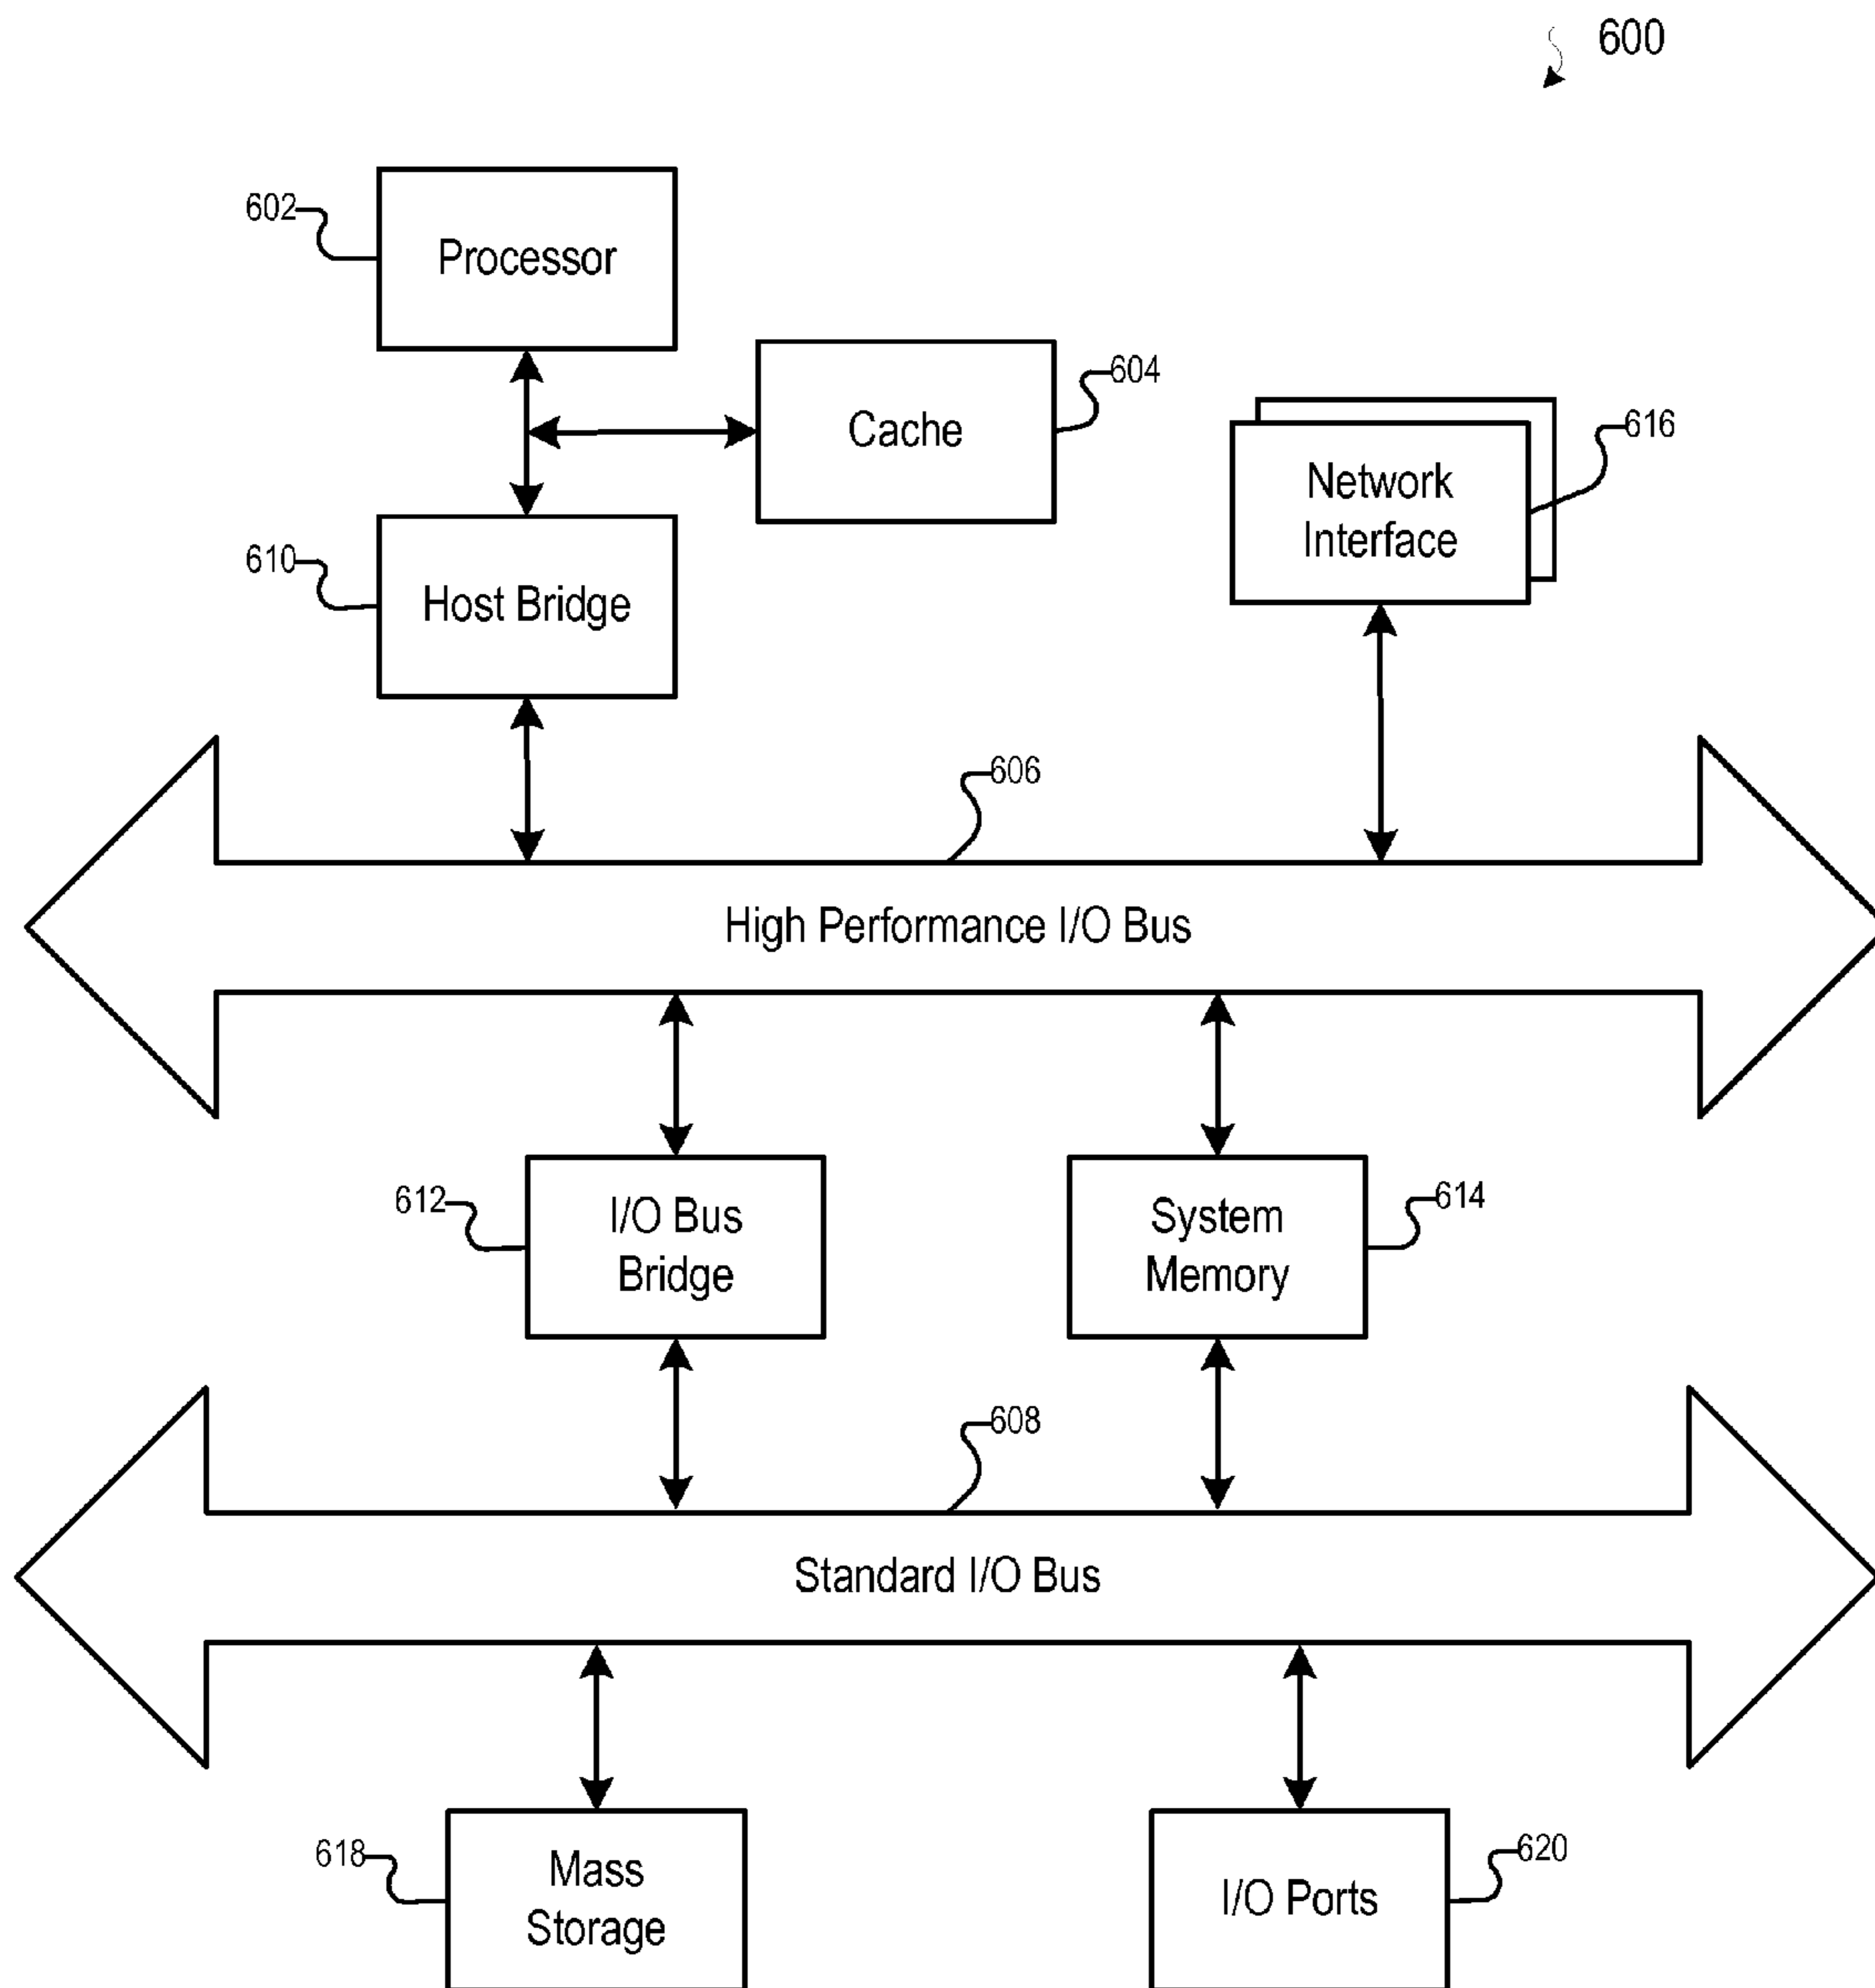 600
602
Processor
604
Cache
616
Network
Interface
610
Host Bridge
606
High Performance I/O Bus
612
I/O Bus
Bridge
System
Memory
614
608
Standard I/O Bus
618
Mass
Storage
I/O Ports
620